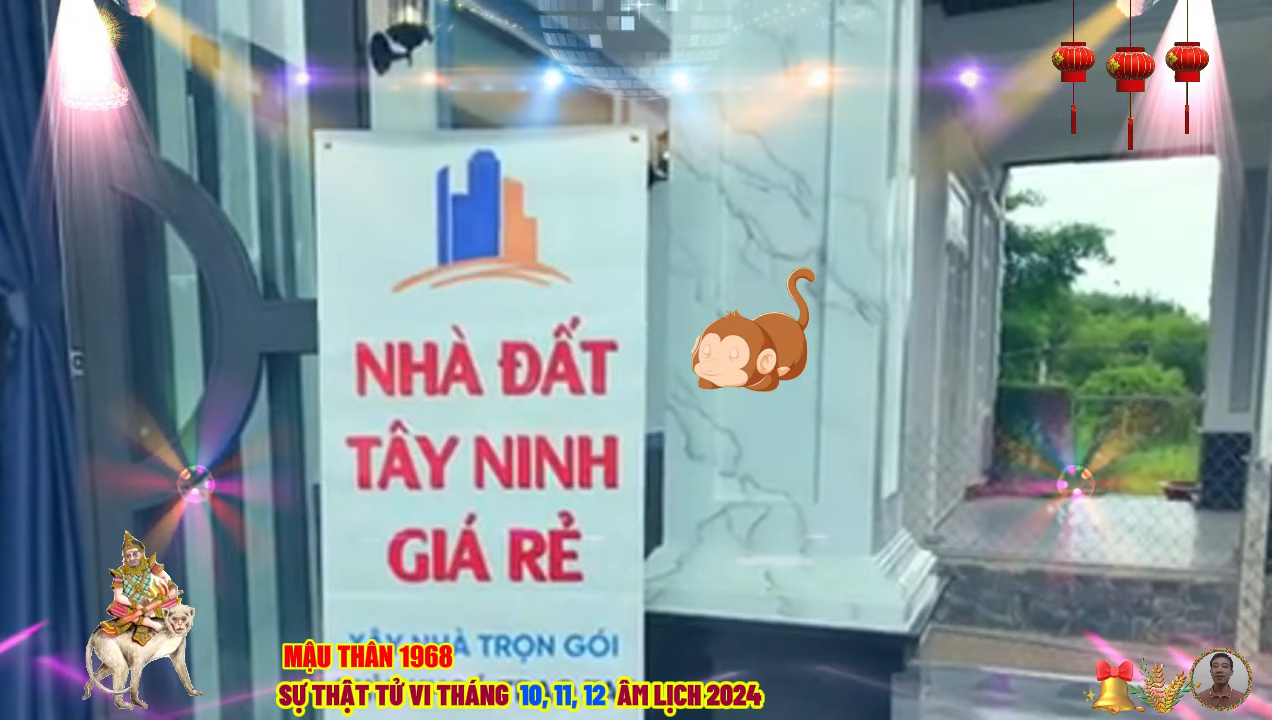 NHÀ ĐẤT
TÂY NINH
GIÁ RẺ
XÂY NHÀ TRỌN GÓI
MẬU THÂN 1968
SỰ THẬT TỬ VI THÁNG 10, 11, 12 ÂM LỊCH 2024